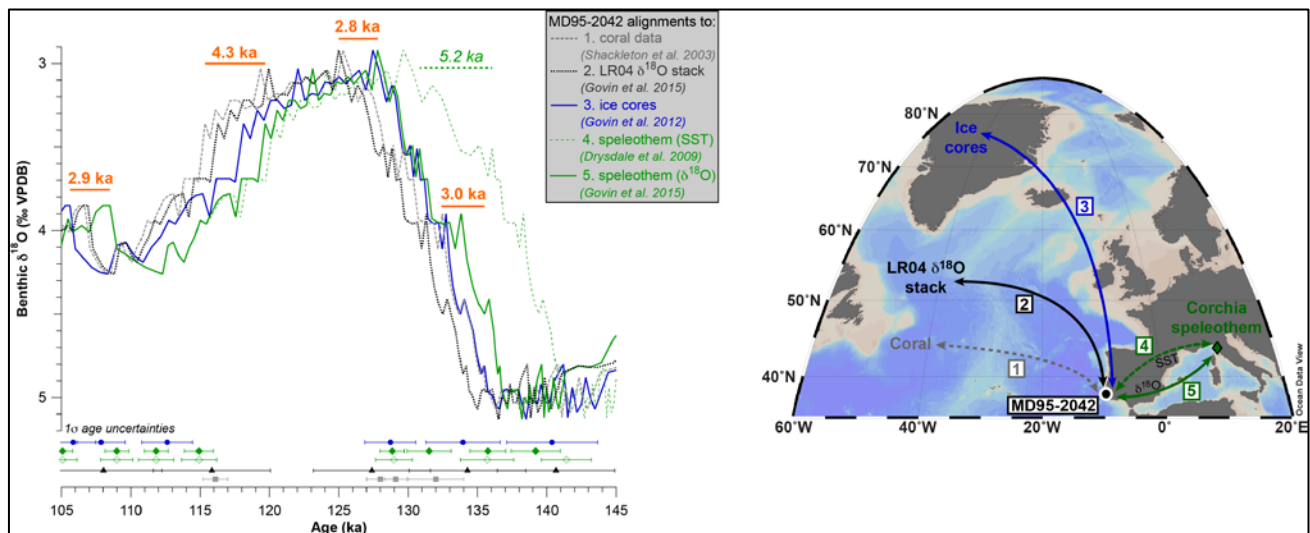 MD95-2042 alignments to:
1. coral data
(Shackleton et al. 2003)
2. LR04 δ18O stack
(Govin et al. 2015)
3. ice cores
(Govin et al. 2012)
4. speleothem (SST)
(Drysdale et al. 2009)
5. speleothem (δ18O)
(Govin et al. 2015)
2.8 ka
4.3 ka
5.2 ka
2.9 ka
3.0 ka
3
4
5
Benthic δ18O (‰ VPDB)
1σ age uncertainties
105 110 115 120 125 130 135 140 145
Age (ka)
80°N
70°N
60°N
50°N
40°N
Ice
cores
3
LR04 δ18O
stack
2
Corchia
speleothem
Coral
1
4
SST
δ18O
5
MD95-2042
60°W 40°W 20°W 0° 20°E
Ocean Data View